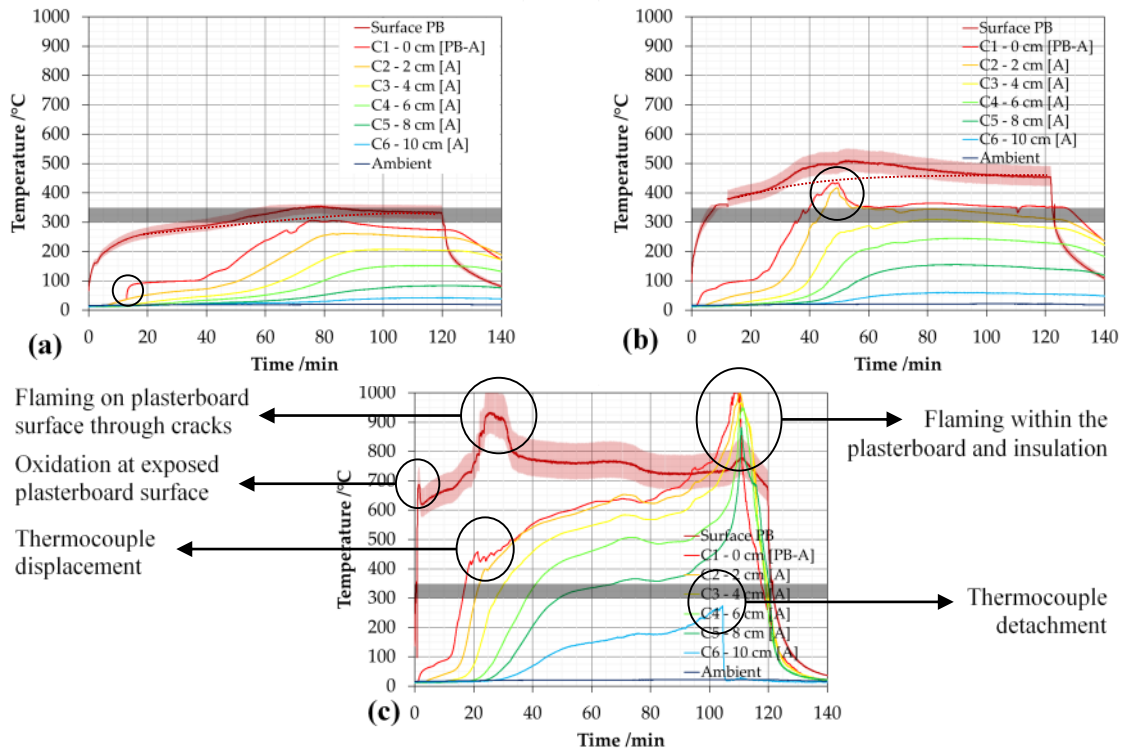 1000
900
800
700
600
500
400
300
200
100
0
Temperature /°C
0 20 40 60 80 100 120 140
Time /min
(a)
Surface PB
C1 - 0 cm [PB-A]
C2 - 2 cm [A]
C3 - 4 cm [A]
C4 - 6 cm [A]
C5 - 8 cm [A]
C6 - 10 cm [A]
Ambient
1000
900
800
700
600
500
400
300
200
100
0
Temperature /°C
0 20 40 60 80 100 120 140
Time /min
(b)
Surface PB
C1 - 0 cm [PB-A]
C2 - 2 cm [A]
C3 - 4 cm [A]
C4 - 6 cm [A]
C5 - 8 cm [A]
C6 - 10 cm [A]
Ambient
Flaming on plasterboard
surface through cracks
Oxidation at exposed
plasterboard surface
Thermocouple
displacement
1000
900
800
700
600
500
400
300
200
100
0
Temperature /°C
0 20 40 60 80 100 120 140
Time /min
(c)
Surface PB
C1 - 0 cm [PB-A]
C2 - 2 cm [A]
C3 - 4 cm [A]
C4 - 6 cm [A]
C5 - 8 cm [A]
C6 - 10 cm [A]
Ambient
Flaming within the
plasterboard and insulation
Thermocouple
detachment